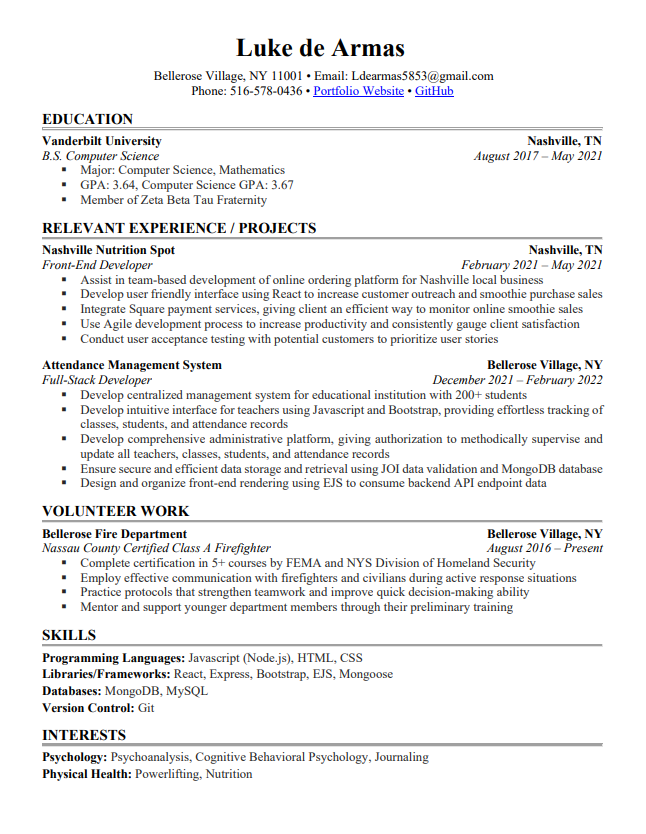 Luke de Armas
Bellerose Village, NY 11001 • Email: Ldearmas5853@gmail.com
Phone: 516-578-0436 • Portfolio Website • GitHub
EDUCATION
Vanderbilt University Nashville, TN
B.S. Computer Science August 2017 – May 2021
▪ Major: Computer Science, Mathematics
▪ GPA: 3.64, Computer Science GPA: 3.67
▪ Member of Zeta Beta Tau Fraternity
RELEVANT EXPERIENCE / PROJECTS
Nashville Nutrition Spot Nashville, TN
Front-End Developer February 2021 – May 2021
▪ Assist in team-based development of online ordering platform for Nashville local business
▪ Develop user friendly interface using React to increase customer outreach and smoothie purchase sales
▪ Integrate Square payment services, giving client an efficient way to monitor online smoothie sales
▪ Use Agile development process to increase productivity and consistently gauge client satisfaction
▪ Conduct user acceptance testing with potential customers to prioritize user stories
Attendance Management System Bellerose Village, NY
Full-Stack Developer December 2021 – February 2022
▪ Develop centralized management system for educational institution with 200+ students
▪ Develop intuitive interface for teachers using Javascript and Bootstrap, providing effortless tracking of
classes, students, and attendance records
▪ Develop comprehensive administrative platform, giving authorization to methodically supervise and
update all teachers, classes, students, and attendance records
▪ Ensure secure and efficient data storage and retrieval using JOI data validation and MongoDB database
▪ Design and organize front-end rendering using EJS to consume backend API endpoint data
VOLUNTEER WORK
Bellerose Fire Department Bellerose Village, NY
Nassau County Certified Class A Firefighter August 2016 – Present
▪ Complete certification in 5+ courses by FEMA and NYS Division of Homeland Security
▪ Employ effective communication with firefighters and civilians during active response situations
▪ Practice protocols that strengthen teamwork and improve quick decision-making ability
▪ Mentor and support younger department members through their preliminary training
SKILLS
Programming Languages: Javascript (Node.js), HTML, CSS
Libraries/Frameworks: React, Express, Bootstrap, EJS, Mongoose
Databases: MongoDB, MySQL
Version Control: Git
INTERESTS
Psychology: Psychoanalysis, Cognitive Behavioral Psychology, Journaling
Physical Health: Powerlifting, Nutrition